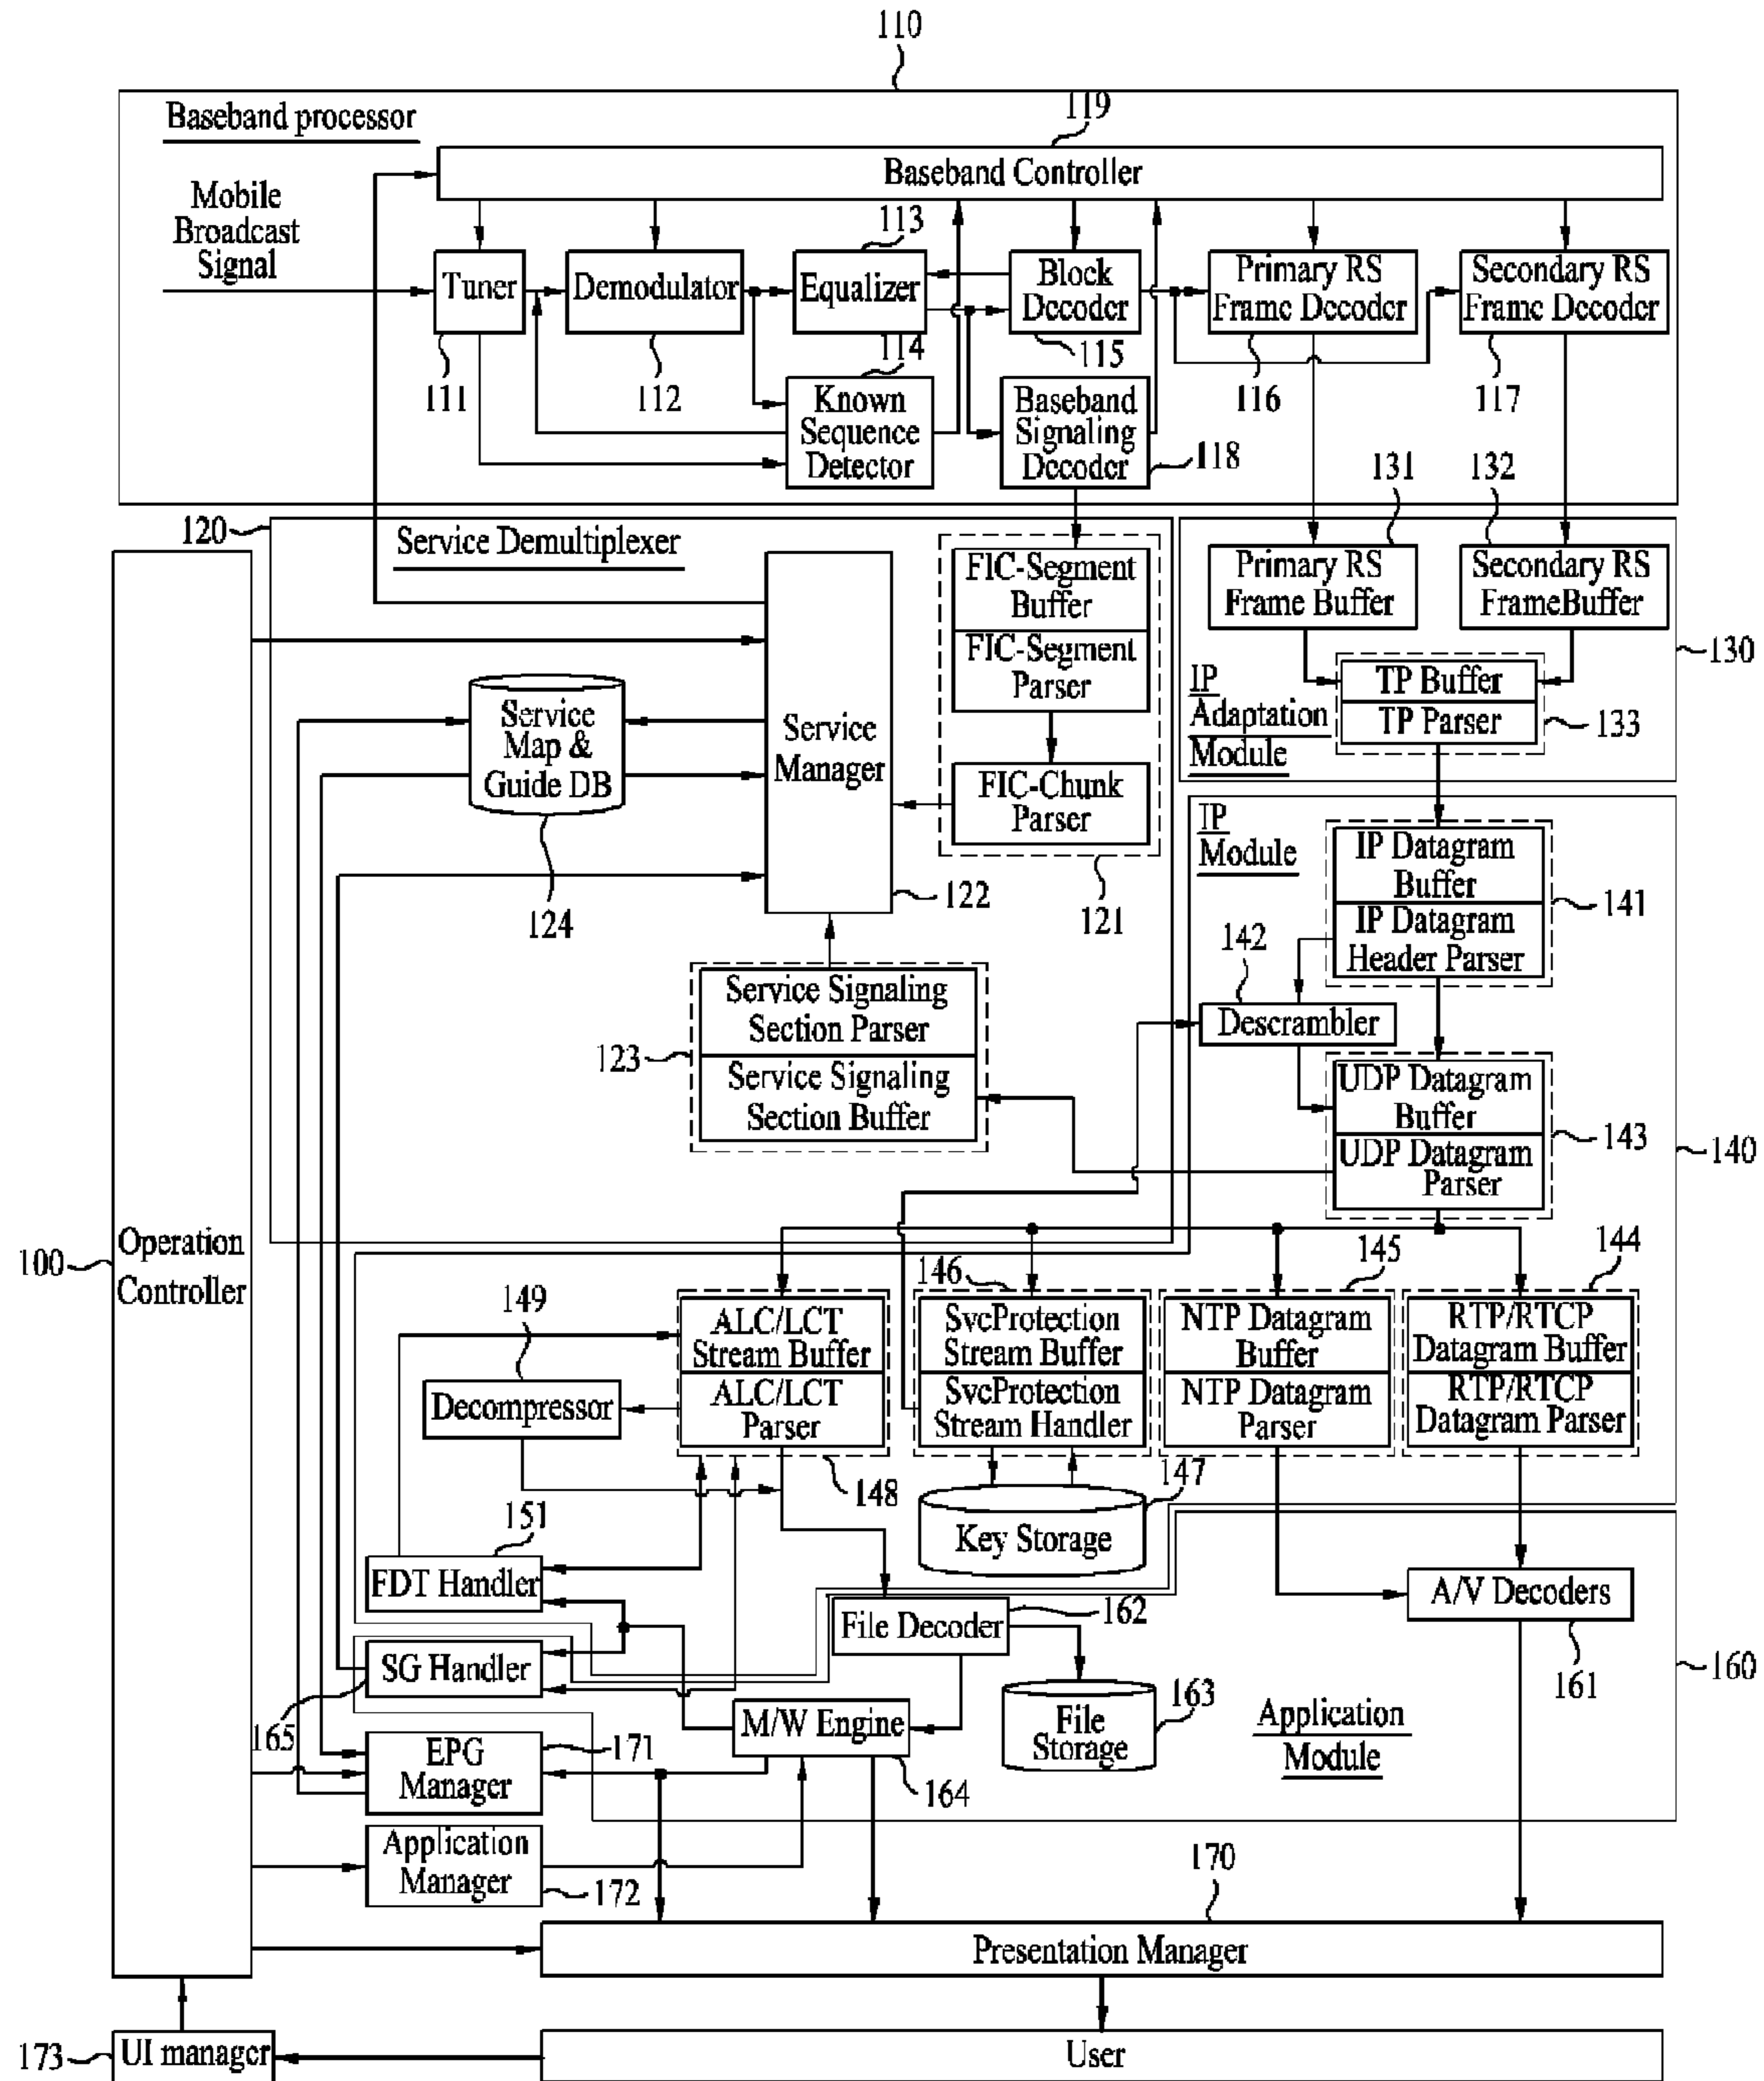 110
Baseband processor
119
Baseband Controller
Mobile
Broadcast
Signal
113
Tuner
Demodulator
Equalizer
Block
Decoder
Primary RS
Frame Decoder
Secondary RS
Frame Decoder
111
112
114
115
116
117
Known
Sequence
Detector
Baseband
Signaling
Decoder
118
131
132
120
Service Demultiplexer
FIC-Segment
Buffer
FIC-Segment
Parser
Primary RS
Frame Buffer
Secondary RS
FrameBuffer
130
IP
Adaptation
Module
TP Buffer
TP Parser
133
Service
Map &
Guide DB
124
Service
Manager
122
FIC-Chunk
Parser
121
IP
Module
IP Datagram
Buffer
IP Datagram
Header Parser
141
142
Descrambler
Service Signaling
Section Parser
Service Signaling
Section Buffer
123
UDP Datagram
Buffer
UDP Datagram
Parser
143
140
100
Operation
Controller
149
146
145
144
ALC/LCT
Stream Buffer
ALC/LCT
Parser
SvcProtection
Stream Buffer
SvcProtection
Stream Handler
NTP Datagram
Buffer
NTP Datagram
Parser
RTP/RTCP
Datagram Buffer
RTP/RTCP
Datagram Parser
Decompressor
148
147
Key Storage
151
FDT Handler
File Decoder
162
A/V Decoders
161
160
SG Handler
165
M/W Engine
164
File
Storage
163
Application
Module
EPG
Manager
171
Application
Manager
172
170
Presentation Manager
173
UI manager
User